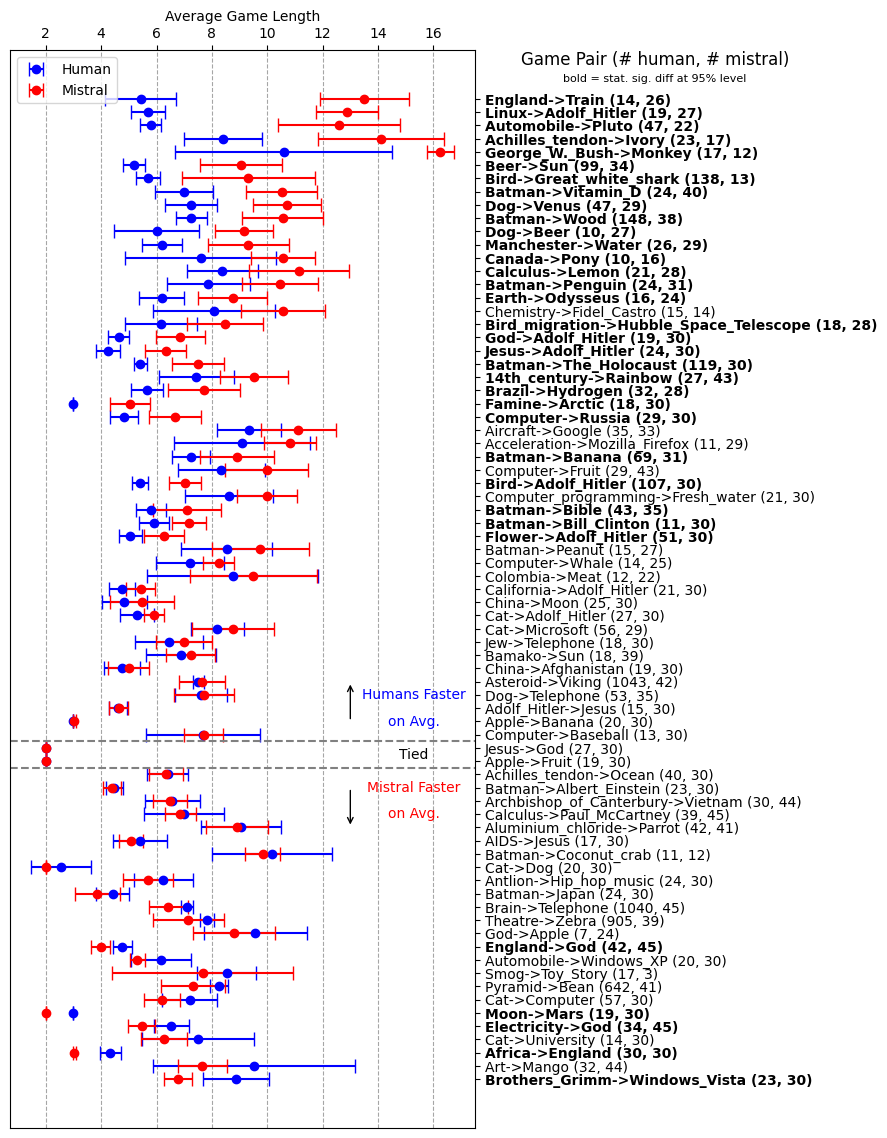 Average Game Length
2 4 6 8 10 12 14 16
Game Pair (# human, # mistral)
bold = stat. sig. diff at 95% level
Human
Mistral
England->Train (14, 26)
Linux->Adolf_Hitler (19, 27)
Automobile->Pluto (47, 22)
Achilles_tendon->Ivory (23, 17)
George_W._Bush->Monkey (17, 12)
Beer->Sun (99, 34)
Bird->Great_white_shark (138, 13)
Batman->Vitamin_D (24, 40)
Dog->Venus (47, 29)
Batman->Wood (148, 38)
Dog->Beer (10, 27)
Manchester->Water (26, 29)
Canada->Pony (10, 16)
Calculus->Lemon (21, 28)
Batman->Penguin (24, 31)
Earth->Odysseus (16, 24)
Chemistry->Fidel_Castro (15, 14)
Bird_migration->Hubble_Space_Telescope (18, 28)
God->Adolf_Hitler (19, 30)
Jesus->Adolf_Hitler (24, 30)
Batman->The_Holocaust (119, 30)
14th_century->Rainbow (27, 43)
Brazil->Hydrogen (32, 28)
Famine->Arctic (18, 30)
Computer->Russia (29, 30)
Aircraft->Google (35, 33)
Acceleration->Mozilla_Firefox (11, 29)
Batman->Banana (69, 31)
Computer->Fruit (29, 43)
Bird->Adolf_Hitler (107, 30)
Computer_programming->Fresh_water (21, 30)
Batman->Bible (43, 35)
Batman->Bill_Clinton (11, 30)
Flower->Adolf_Hitler (51, 30)
Batman->Peanut (15, 27)
Computer->Whale (14, 25)
Colombia->Meat (12, 22)
California->Adolf_Hitler (21, 30)
China->Moon (25, 30)
Cat->Adolf_Hitler (27, 30)
Cat->Microsoft (56, 29)
Jew->Telephone (18, 30)
Bamako->Sun (18, 39)
China->Afghanistan (19, 30)
Asteroid->Viking (1043, 42)
Humans Faster
Dog->Telephone (53, 35)
Adolf_Hitler->Jesus (15, 30)
on Avg.
Apple->Banana (20, 30)
Computer->Baseball (13, 30)
Jesus->God (27, 30)
Tied
Apple->Fruit (19, 30)
Achilles_tendon->Ocean (40, 30)
Mistral Faster
Batman->Albert_Einstein (23, 30)
Archbishop_of_Canterbury->Vietnam (30, 44)
on Avg.
Calculus->Paul_McCartney (39, 45)
Aluminium_chloride->Parrot (42, 41)
AIDS->Jesus (17, 30)
Batman->Coconut_crab (11, 12)
Cat->Dog (20, 30)
Antlion->Hip_hop_music (24, 30)
Batman->Japan (24, 30)
Brain->Telephone (1040, 45)
Theatre->Zebra (905, 39)
God->Apple (7, 24)
England->God (42, 45)
Automobile->Windows_XP (20, 30)
Smog->Toy_Story (17, 3)
Pyramid->Bean (642, 41)
Cat->Computer (57, 30)
Moon->Mars (19, 30)
Electricity->God (34, 45)
Cat->University (14, 30)
Africa->England (30, 30)
Art->Mango (32, 44)
Brothers_Grimm->Windows_Vista (23, 30)